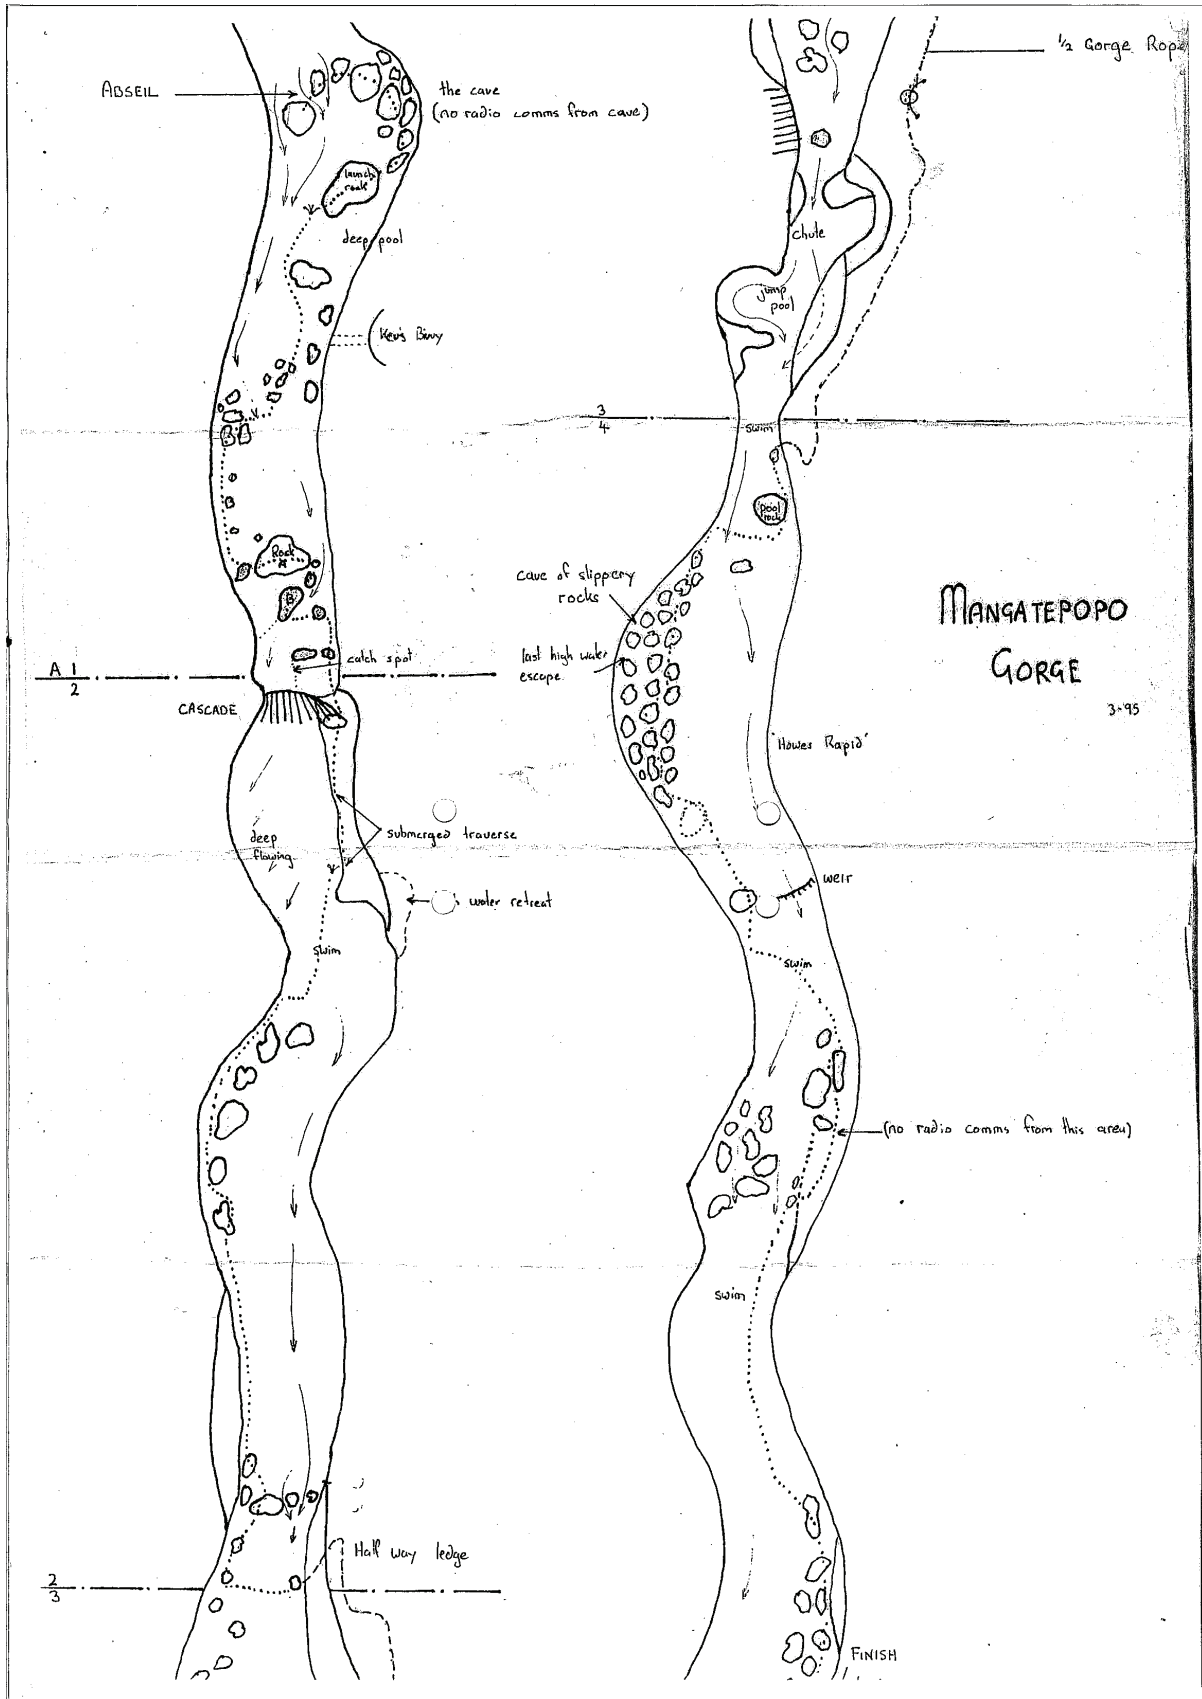 ABSEIL
the cave
(no radio comms from cave)
launch
rock
deep pool
Kev's Bivvy
Rock
B
B
B
catch spot
A 1
2
CASCADE
submerged traverse
deep
flowing
water retreat
swim
Half way ledge
2
3
1/2 Gorge Rope
chute
jump
pool
3
4
swim
pool
rock
cave of slippery
rocks
last high water
escape
'Howes Rapid'
weir
swim
(no radio comms from this area)
swim
FINISH
MANGATEPOPO
GORGE
3-95